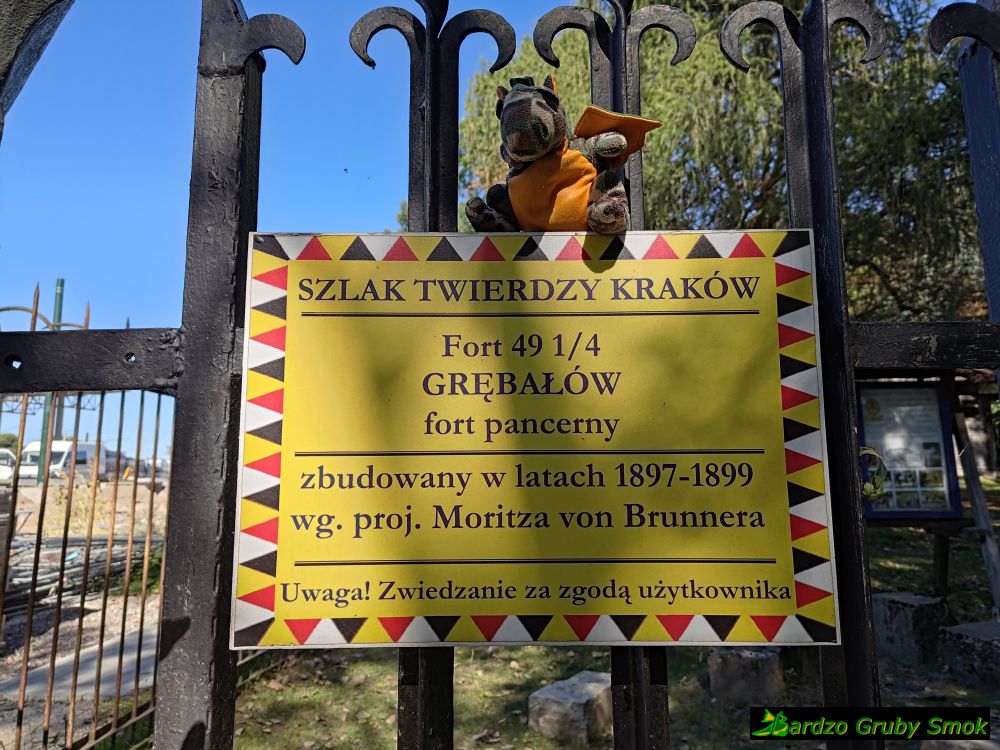 SZLAK TWIERDZY KRAKÓW
Fort 49 1/4
GRĘBAŁÓW
fort pancerny
zbudowany w latach 1897-1899
wg. proj. Moritza von Brunnera
Uwaga! Zwiedzanie za zgodą użytkownika
Bardzo Gruby Smok